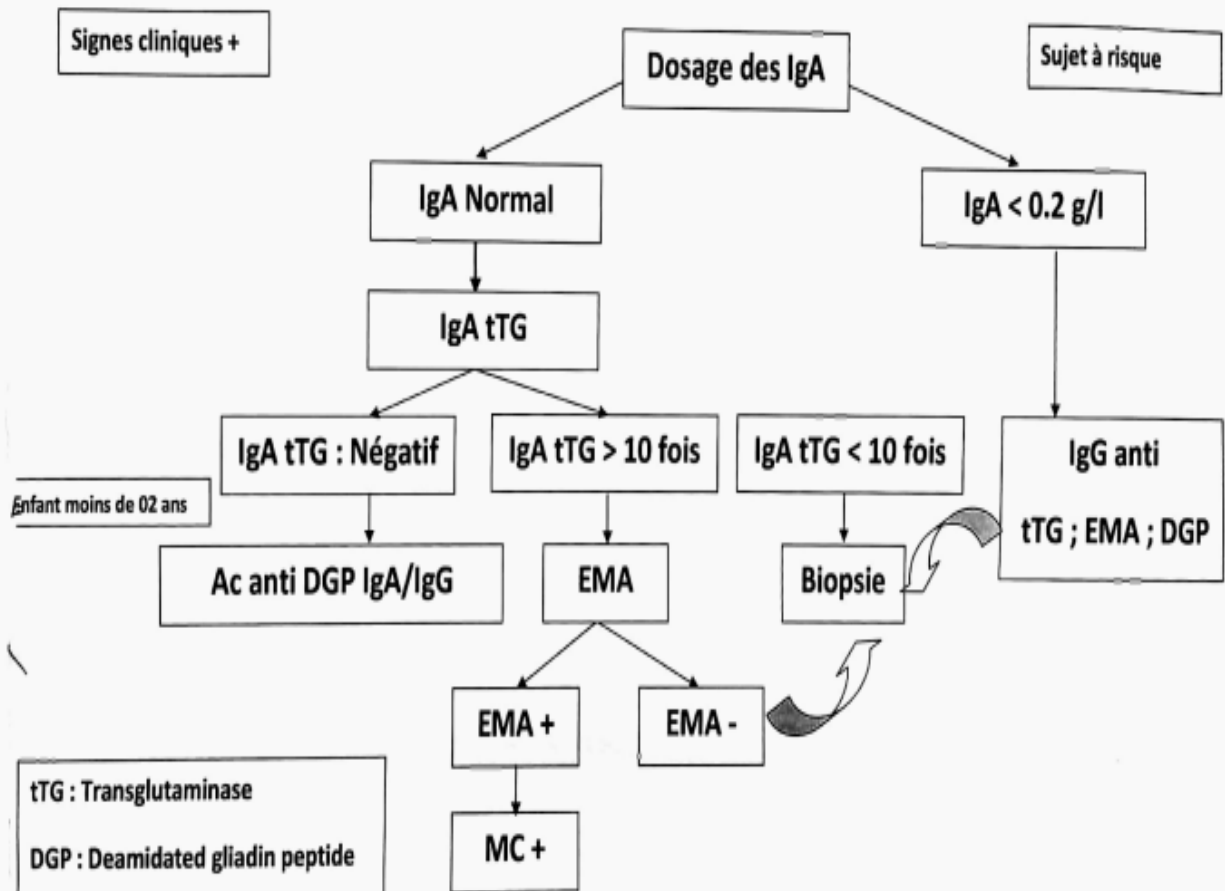 Signes cliniques +
Dosage des IgA
Sujet à risque
IgA Normal
IgA < 0.2 g/l
IgA tTG
IgA tTG : Négatif
IgA tTG > 10 fois
IgA tTG < 10 fois
IgG anti
tTG ; EMA ; DGP
Enfant moins de 02 ans
Ac anti DGP IgA/IgG
EMA
Biopsie
EMA +
EMA -
MC +
tTG : Transglutaminase
DGP : Deamidated gliadin peptide